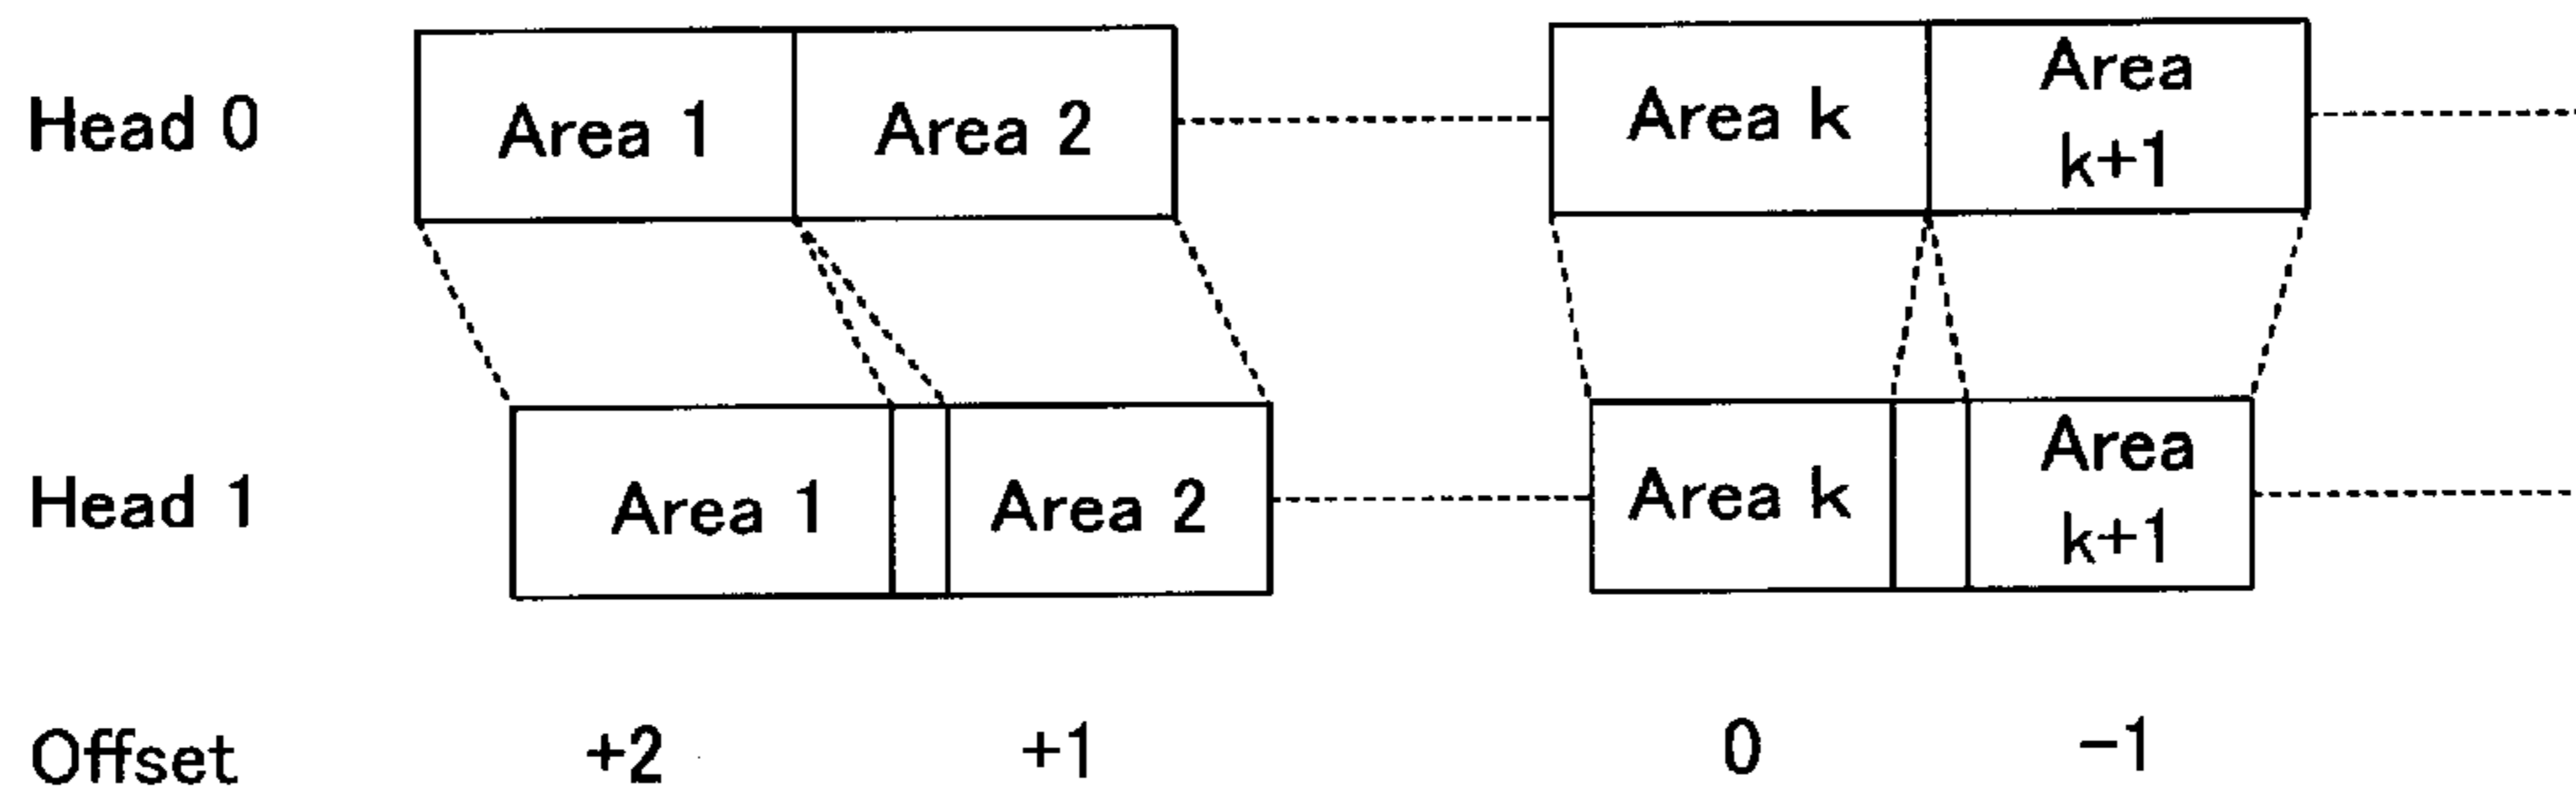 Head 0
Area 1
Area 2
Area k
Area
k+1
Head 1
Area 1
Area 2
Area k
Area
k+1
Offset
+2
+1
0
−1